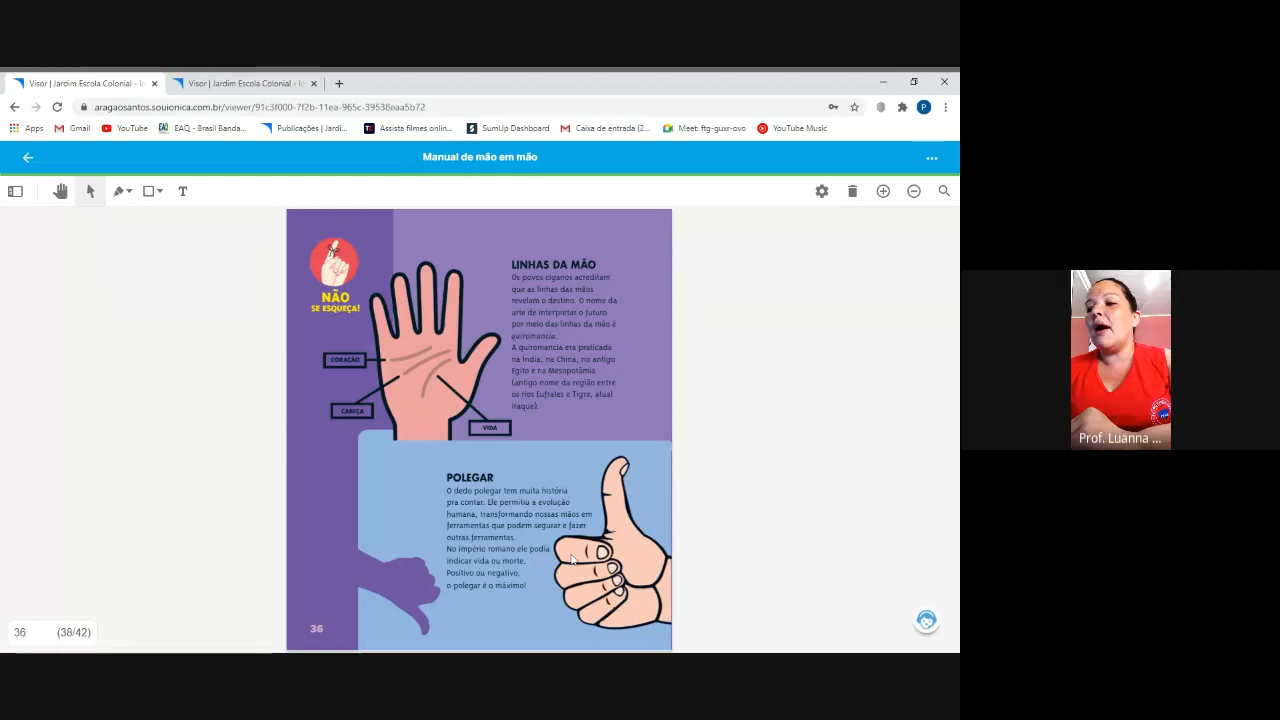 Visor | Jardim Escola Colonial - I
Visor | Jardim Escola Colonial - I
aragaosantos.souionica.com.br/viewer/91c3f000-7f2b-11ea-965c-39538eaa5b72
P
Apps
Gmail
YouTube
EAQ - Brasil Banda...
Publicações | Jardi...
Assista filmes onlin...
SumUp Dashboard
Caixa de entrada (2...
Meet: ftg-guxr-ovo
YouTube Music
Manual de mão em mão
T
NÃO
SE ESQUEÇA!
CORAÇÃO
CABEÇA
VIDA
LINHAS DA MÃO
Os povos ciganos acreditam
que as linhas das mãos
revelam o destino. O nome da
arte de interpretar o futuro
por meio das linhas da mão é
quiromancia.
A quiromancia era praticada
na Índia, na China, no antigo
Egito e na Mesopotâmia
(antigo nome da região entre
os rios Eufrates e Tigre, atual
Iraque).
POLEGAR
O dedo polegar tem muita história
pra contar. Ele permitiu a evolução
humana, transformando nossas mãos em
ferramentas que podem segurar e fazer
outras ferramentas.
No império romano ele podia
indicar vida ou morte.
Positivo ou negativo,
o polegar é o máximo!
36
36 (38/42)
Prof. Luanna ...